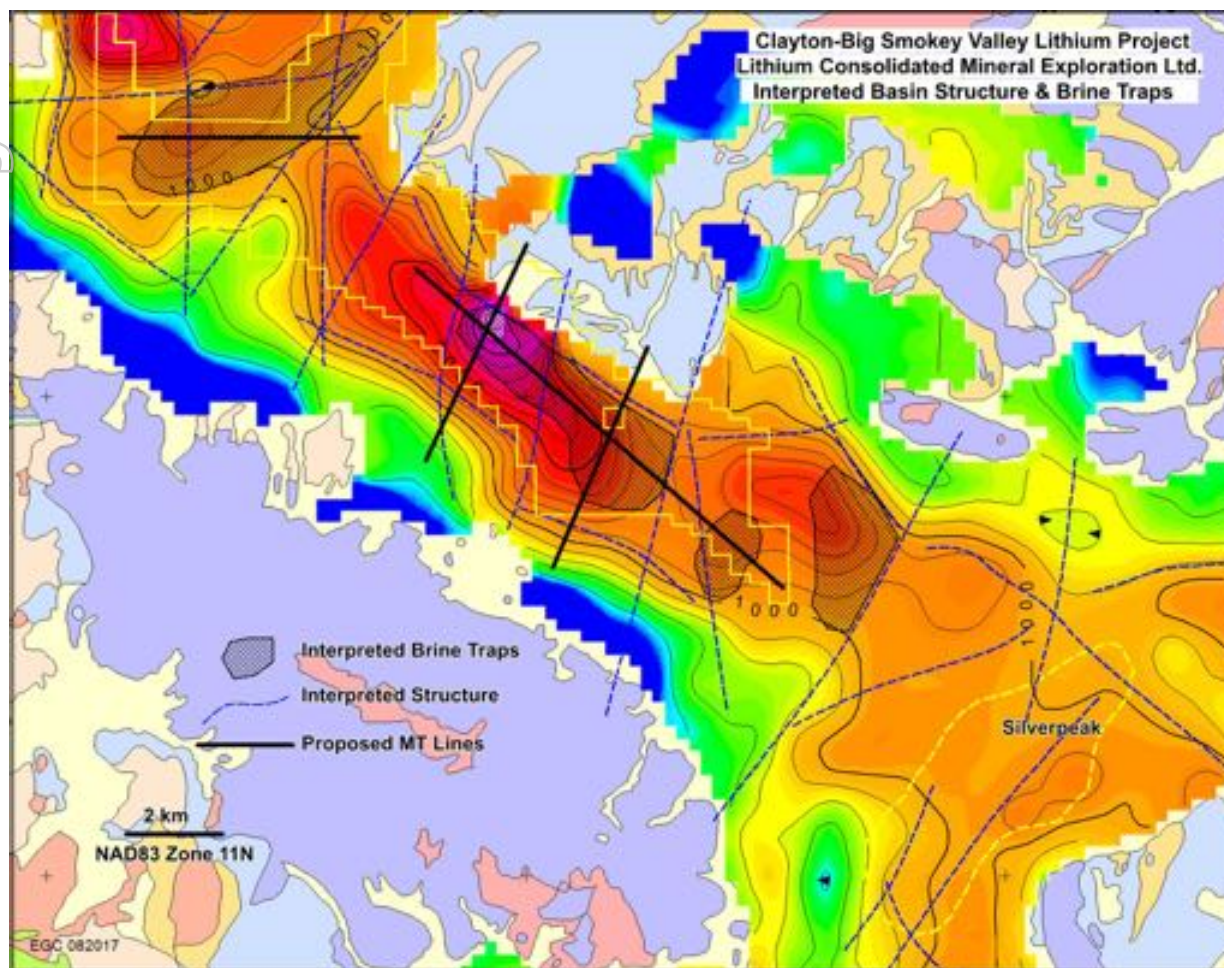 Clayton-Big Smokey Valley Lithium Project
Lithium Consolidated Mineral Exploration Ltd.
Interpreted Basin Structure & Brine Traps
1000
1000
1000
Silverpeak
Interpreted Brine Traps
Interpreted Structure
Proposed MT Lines
2 km
NAD83 Zone 11N
EGC 082017